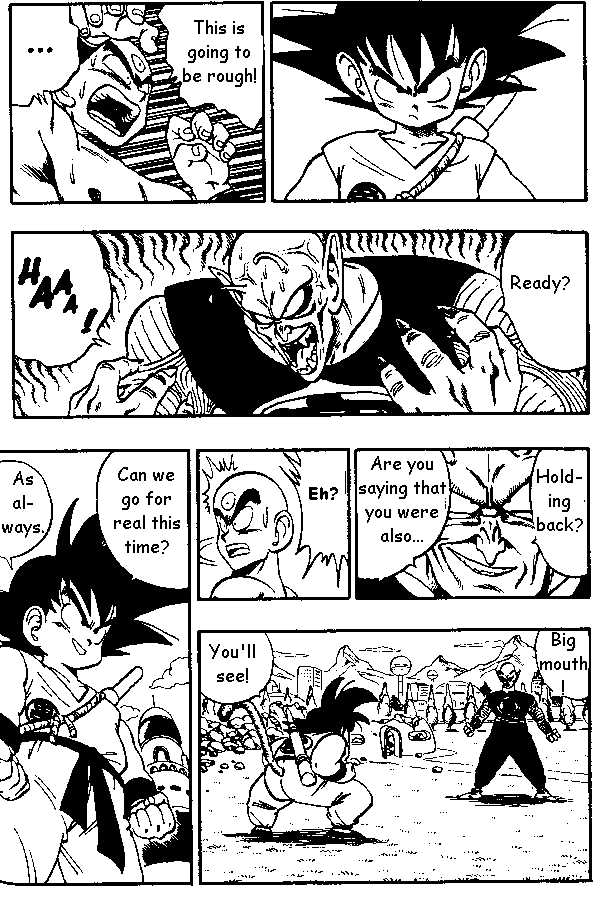 This is
going to
be rough!
...
Ready?
HAAA!
Hold-
ing
back?
Are you
saying that
you were
also...
Eh?
Big
mouth
!
You'll
see!
Can we
go for
real this
time?
As
al-
ways.